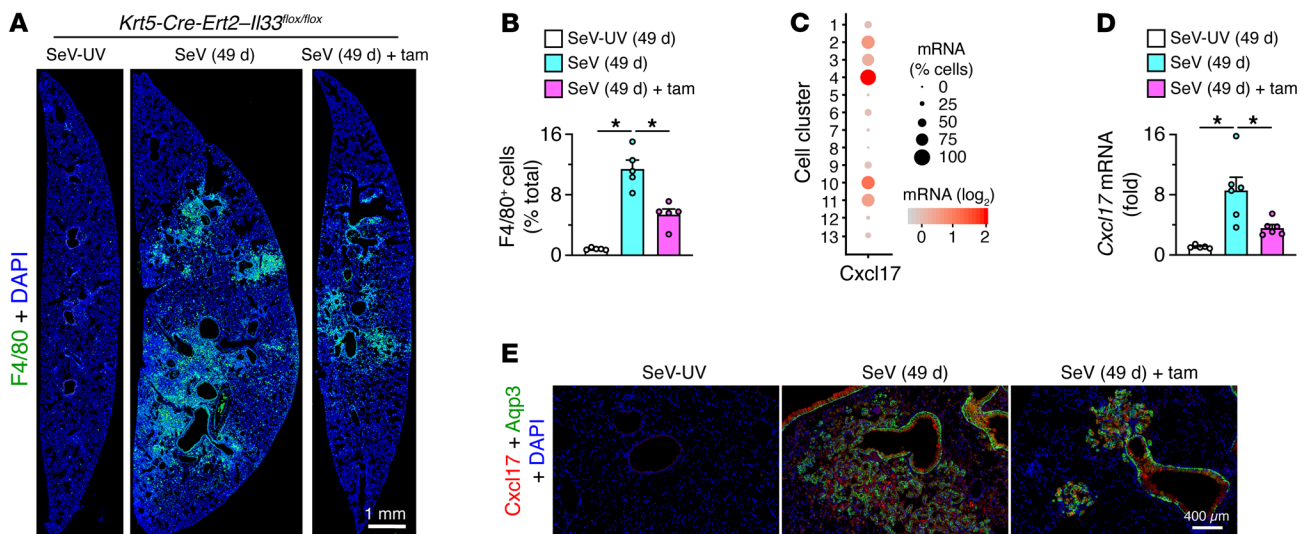 A
Krt5-Cre-Ert2–Il33flox/flox
SeV-UV
SeV (49 d)
SeV (49 d) + tam
F4/80 + DAPI
1 mm
B
SeV-UV (49 d)
SeV (49 d)
SeV (49 d) + tam
F4/80+ cells
(% total)
16
8
0
*
*
C
Cell cluster
1
2
3
4
5
6
7
8
9
10
11
12
13
Cxcl17
mRNA
(% cells)
0
25
50
75
100
mRNA (log2)
0 1 2
D
SeV-UV (49 d)
SeV (49 d)
SeV (49 d) + tam
Cxcl17 mRNA
(fold)
16
8
0
*
*
E
SeV-UV
SeV (49 d)
SeV (49 d) + tam
Cxcl17 + Aqp3
+ DAPI
400 µm